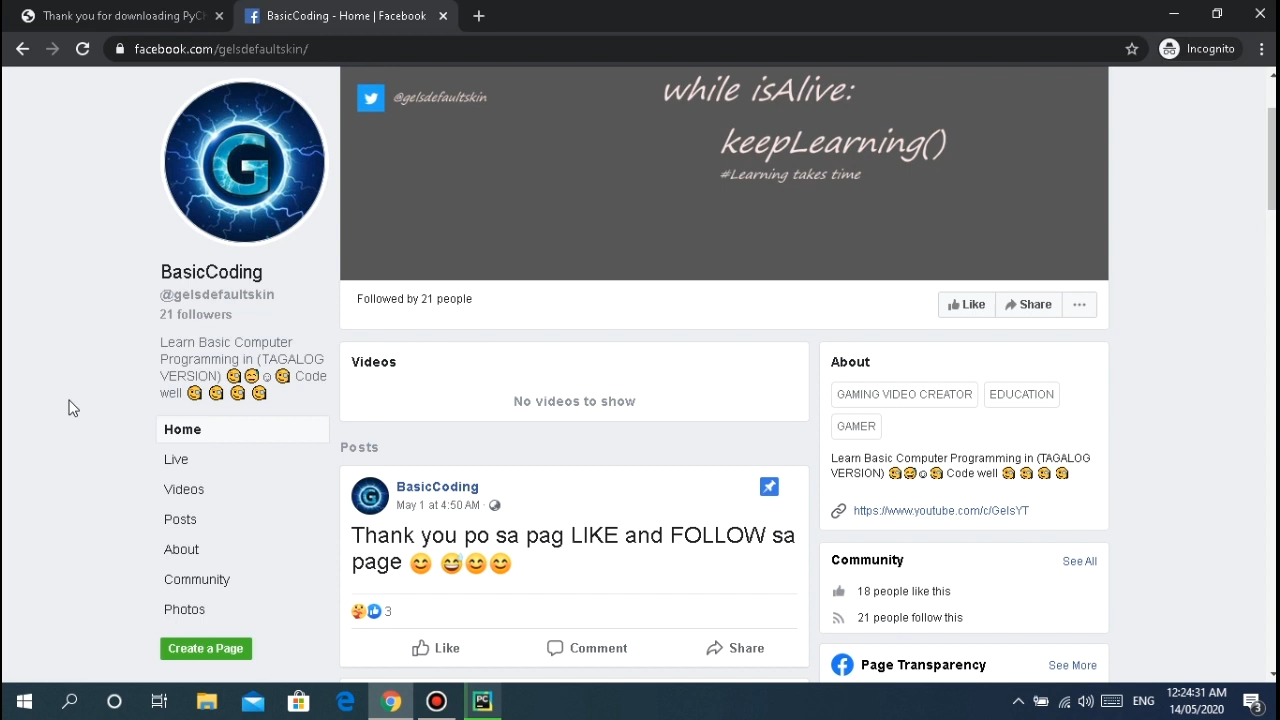 Thank you for downloading PyCh
BasicCoding - Home | Facebook
facebook.com/gelsdefaultskin/
Incognito
@gelsdefaultskin
while isAlive:
keepLearning()
#Learning takes time
G
BasicCoding
@gelsdefaultskin
21 followers
Learn Basic Computer
Programming in (TAGALOG
VERSION) 🧐😊☺🧐 Code
well 🧐 🧐 🧐 🧐
Home
Live
Videos
Posts
About
Community
Photos
Create a Page
Followed by 21 people
Like
Share
Videos
No videos to show
Posts
BasicCoding
May 1 at 4:50 AM ·
Thank you po sa pag LIKE and FOLLOW sa
page 😊 😅😊😊
3
Like
Comment
Share
About
GAMING VIDEO CREATOR
EDUCATION
GAMER
Learn Basic Computer Programming in (TAGALOG
VERSION) 🧐😊☺🧐 Code well 🧐 🧐 🧐 🧐
https://www.youtube.com/c/GelsYT
Community
See All
18 people like this
21 people follow this
Page Transparency
See More
PC
ENG
12:24:31 AM
14/05/2020
3